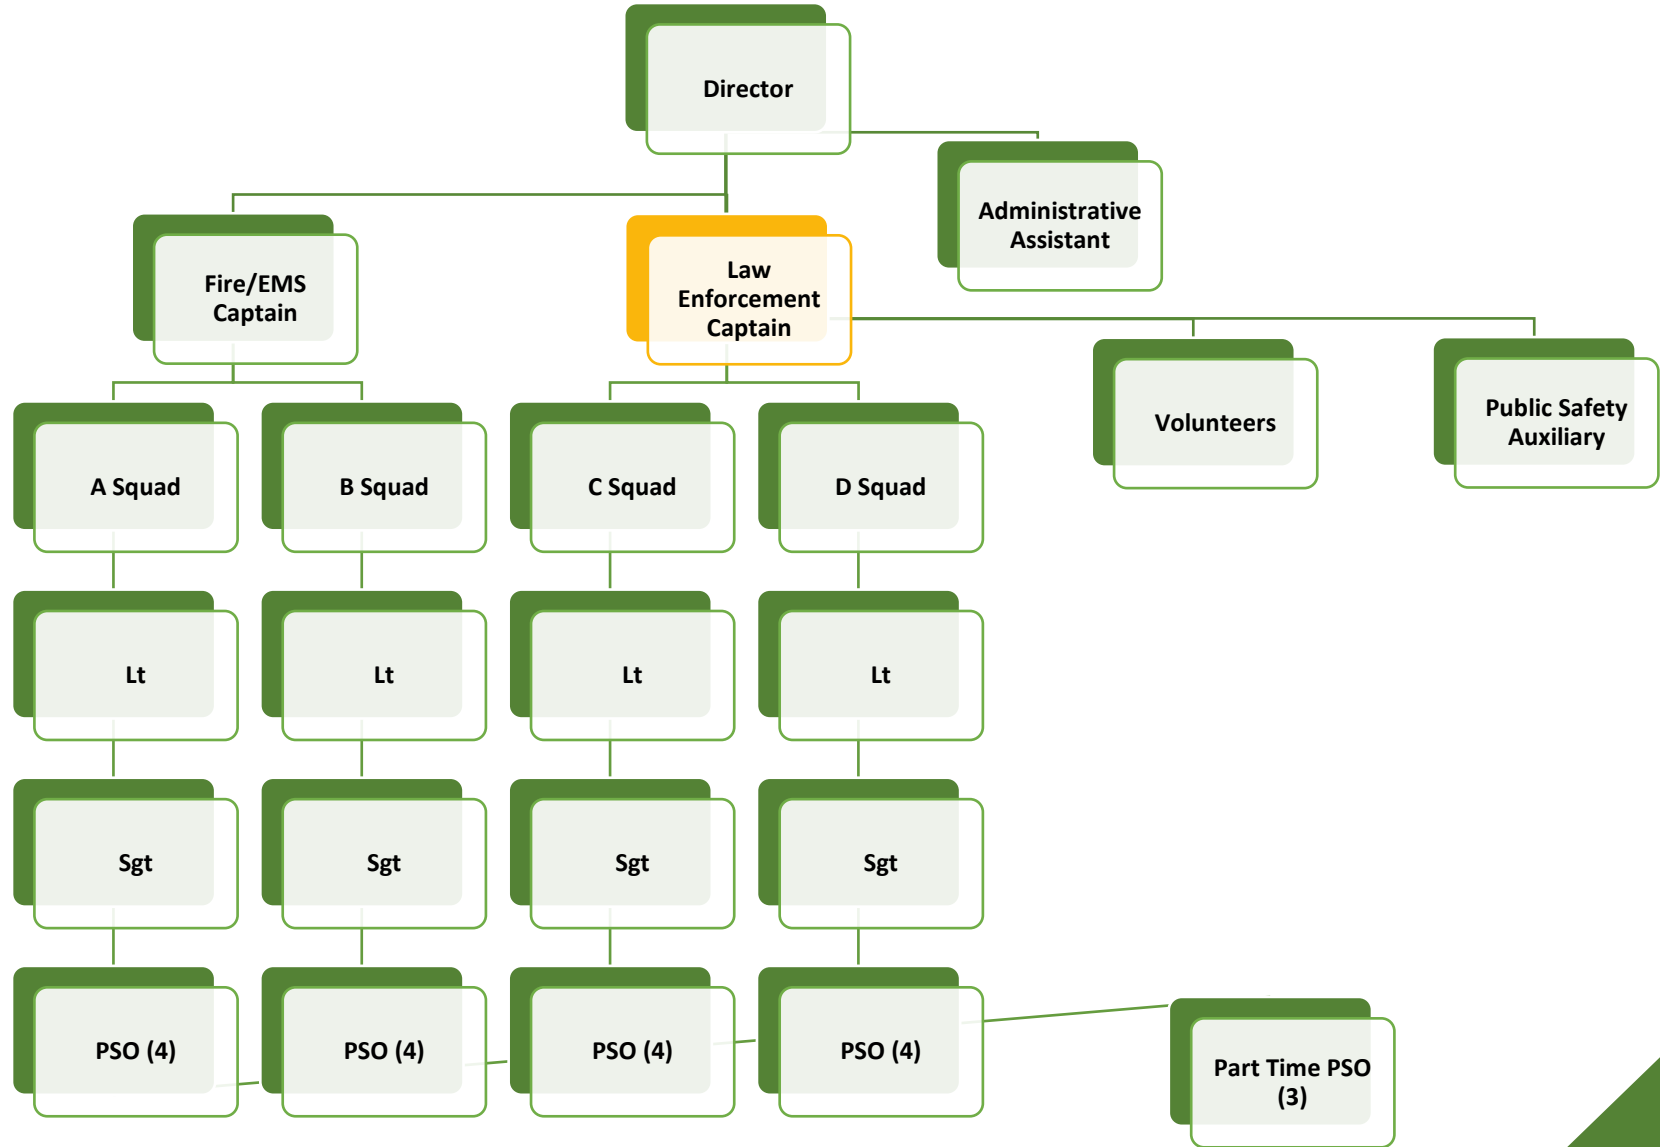 Director
Administrative
Assistant
Fire/EMS
Captain
Law
Enforcement
Captain
Volunteers
Public Safety
Auxiliary
A Squad
B Squad
C Squad
D Squad
Lt
Lt
Lt
Lt
Sgt
Sgt
Sgt
Sgt
PSO (4)
PSO (4)
PSO (4)
PSO (4)
Part Time PSO
(3)